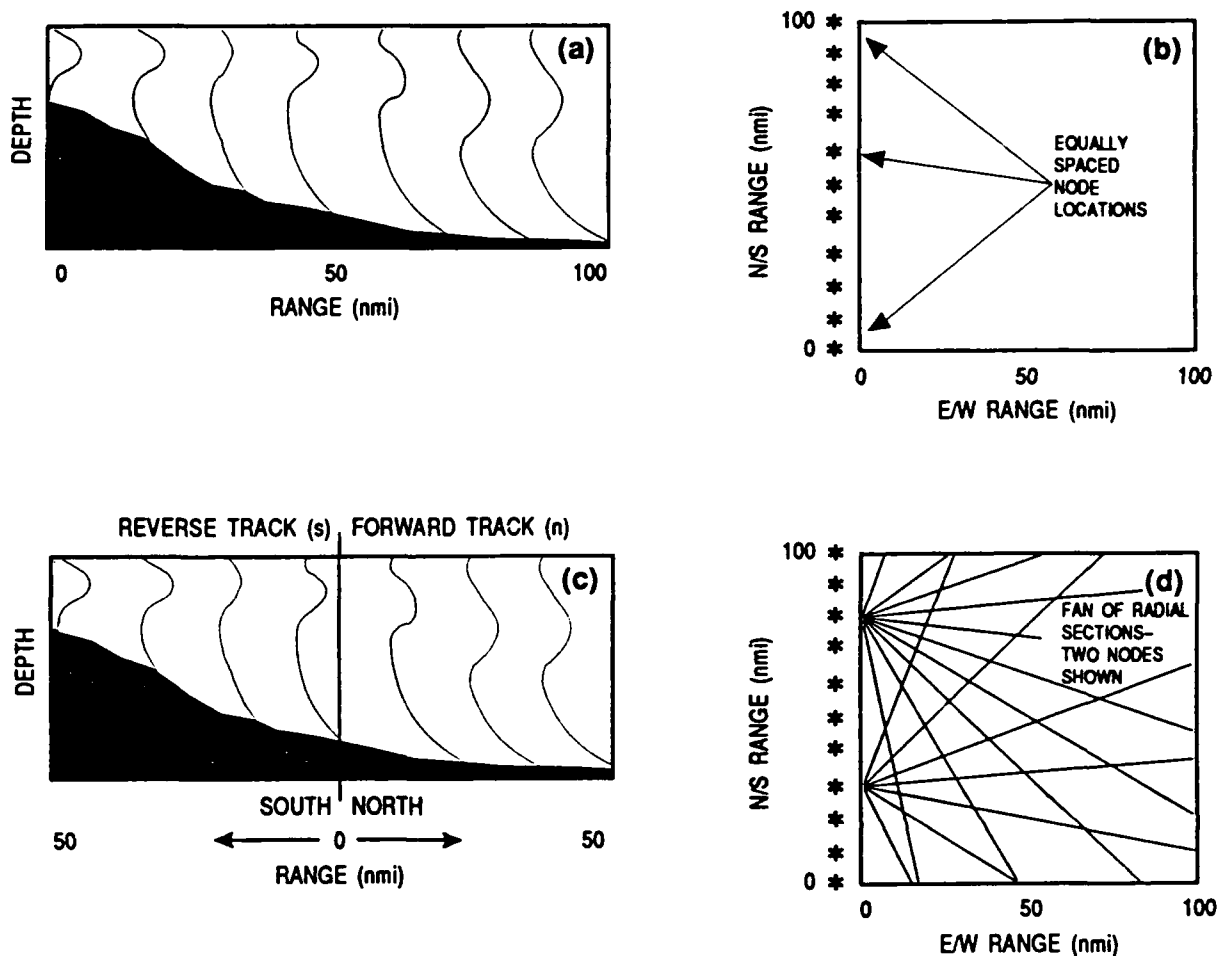 (a)
DEPTH
0 50 100
RANGE (nmi)
(b)
100 *
*
*
*
*
*
*
*
*
*
0 *
N/S RANGE (nmi)
EQUALLY
SPACED
NODE
LOCATIONS
0 50 100
E/W RANGE (nmi)
REVERSE TRACK (s) FORWARD TRACK (n)
(c)
DEPTH
SOUTH NORTH
50 0 50
RANGE (nmi)
(d)
100 *
*
*
*
*
*
*
*
*
*
0 *
N/S RANGE (nmi)
FAN OF RADIAL
SECTIONS–
TWO NODES
SHOWN
0 50 100
E/W RANGE (nmi)